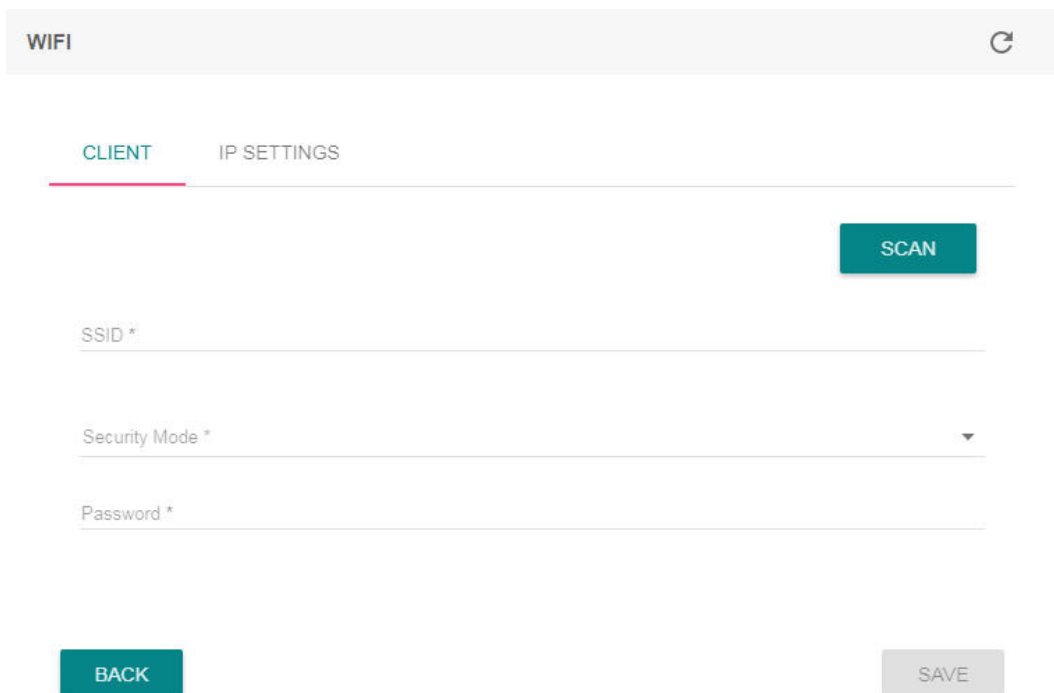 WIFI
CLIENT IP SETTINGS
SCAN
SSID *
Security Mode *
Password *
BACK SAVE